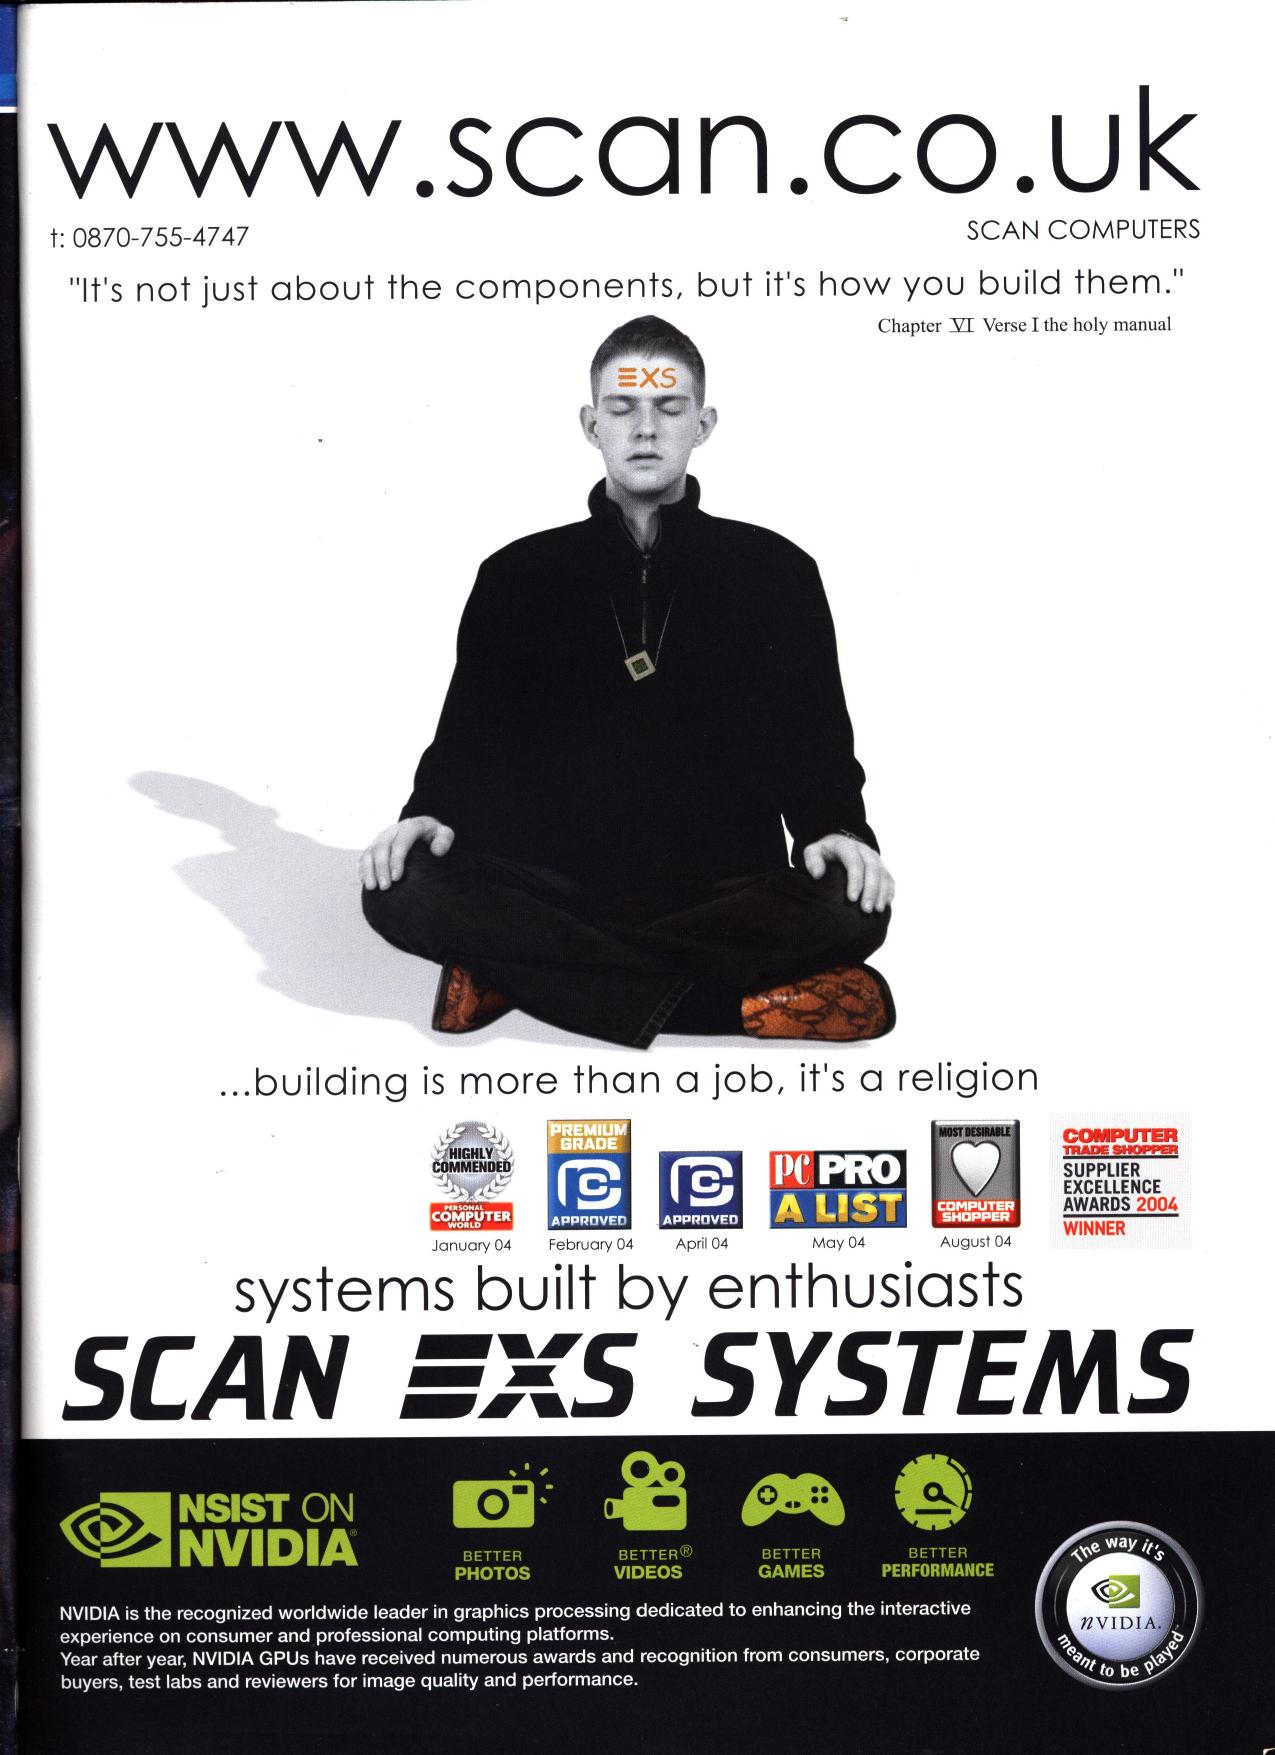 www.scan.co.uk
t: 0870-755-4747
SCAN COMPUTERS
"It's not just about the components, but it's how you build them."
Chapter VI Verse I the holy manual
EXS
...building is more than a job, it's a religion
HIGHLY
COMMENDED
PERSONAL
COMPUTER
WORLD
January 04
PREMIUM
GRADE
APPROVED
February 04
APPROVED
April 04
PC PRO
A LIST
May 04
MOST DESIRABLE
COMPUTER
SHOPPER
August 04
COMPUTER
TRADE SHOPPER
SUPPLIER
EXCELLENCE
AWARDS 2004
WINNER
systems built by enthusiasts
SCAN EXS SYSTEMS
NSIST ON
NVIDIA®
BETTER
PHOTOS
BETTER®
VIDEOS
BETTER
GAMES
BETTER
PERFORMANCE
The way it's
nVIDIA.
meant to be played
NVIDIA is the recognized worldwide leader in graphics processing dedicated to enhancing the interactive
experience on consumer and professional computing platforms.
Year after year, NVIDIA GPUs have received numerous awards and recognition from consumers, corporate
buyers, test labs and reviewers for image quality and performance.